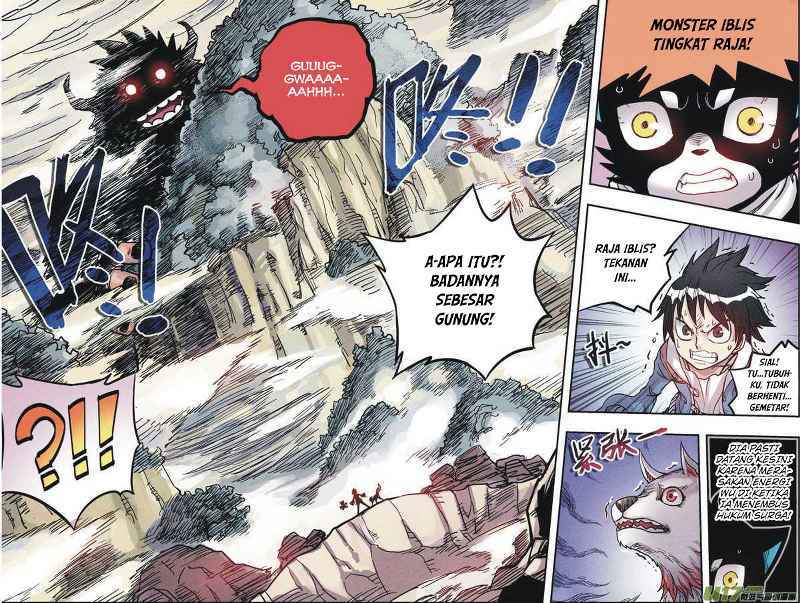 GUUUG-
GWAAAA-
AAHHH...
咚!!
咚!!
A-APA ITU?!
BADANNYA
SEBESAR
GUNUNG!
?!!
MONSTER IBLIS
TINGKAT RAJA!
RAJA IBLIS?
TEKANAN
INI...
抖~
SIAL!
TU...TUBUH-
KU, TIDAK
BERHENTI...
GEMETAR!
紧张一
DIA PASTI
DATANG KESINI
KARENA MERA-
SAKAN ENERGI
WU DI KETIKA
IA MENEMBUS
HUKUM SURGA!